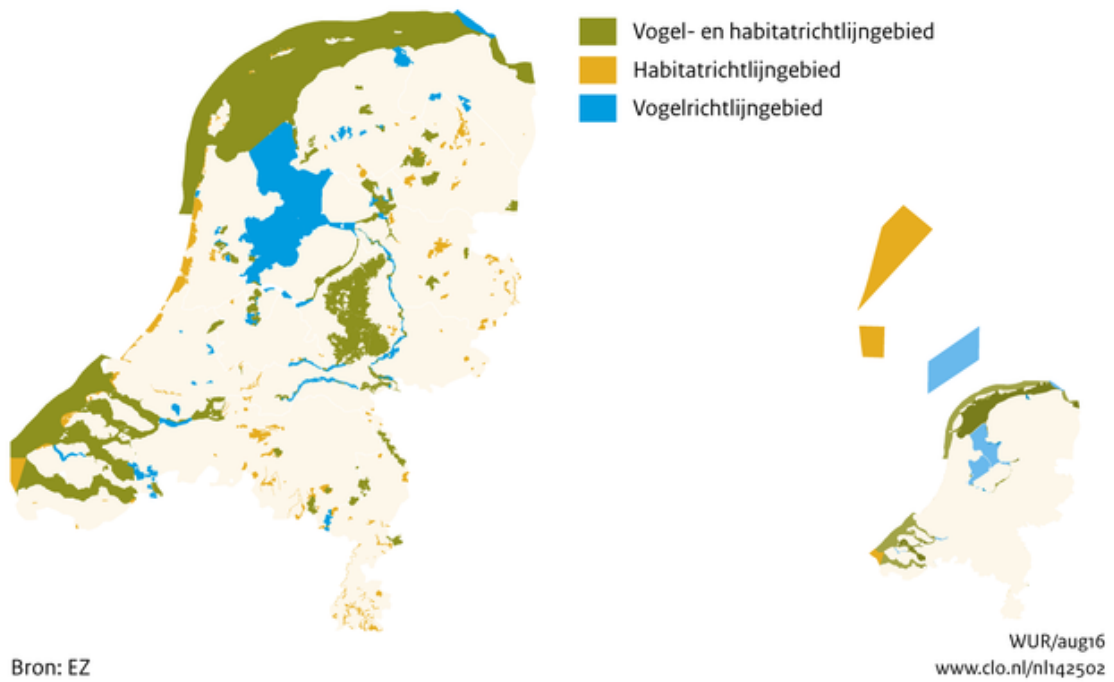 Vogel- en habitatrichtlijngebied
Habitatrichtlijngebied
Vogelrichtlijngebied
Bron: EZ
WUR/aug16
www.clo.nl/nl142502